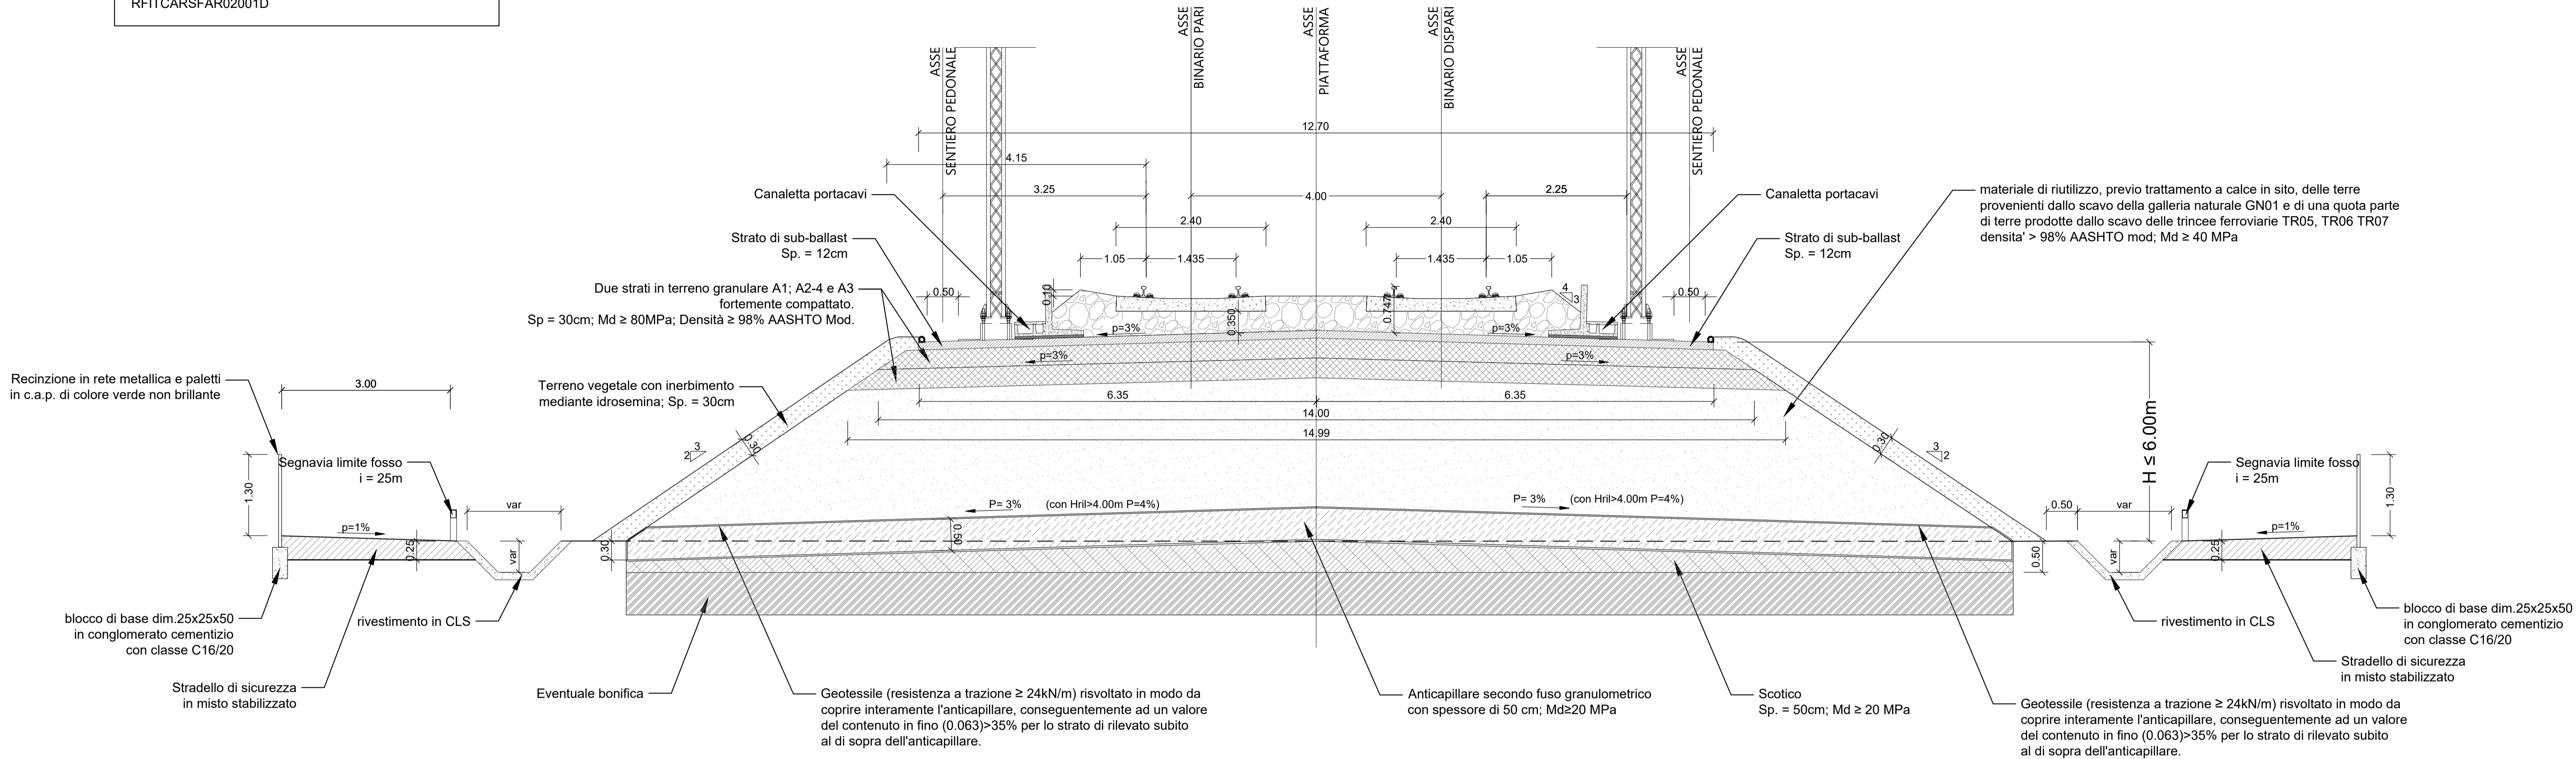 RFITCARSFAR02001D
ASSE
SENTIERO PEDONALE
ASSE
BINARIO PARI
ASSE
PIATTAFORMA
ASSE
BINARIO DISPARI
ASSE
SENTIERO PEDONALE
12.70
4.15
3.25
4.00
2.25
2.40
2.40
1.05
1.435
1.435
1.05
0.50
0.50
0.10
0.350
0.747
4
3
Canaletta portacavi
Canaletta portacavi
Strato di sub-ballast
Sp. = 12cm
Strato di sub-ballast
Sp. = 12cm
materiale di riutilizzo, previo trattamento a calce in sito, delle terre
provenienti dallo scavo della galleria naturale GN01 e di una quota parte
di terre prodotte dallo scavo delle trincee ferroviarie TR05, TR06 TR07
densita' > 98% AASHTO mod; Md ≥ 40 MPa
Due strati in terreno granulare A1; A2-4 e A3
fortemente compattato.
Sp = 30cm; Md ≥ 80MPa; Densità ≥ 98% AASHTO Mod.
p=3%
p=3%
p=3%
p=3%
Recinzione in rete metallica e paletti
in c.a.p. di colore verde non brillante
3.00
Terreno vegetale con inerbimento
mediante idrosemina; Sp. = 30cm
6.35
6.35
14.00
14.99
3
2
0.30
0.30
3
2
H ≤ 6.00m
Segnavia limite fosso
i = 25m
Segnavia limite fosso
i = 25m
1.30
1.30
var
0.50
var
P= 3%
(con Hril>4.00m P=4%)
P= 3%
(con Hril>4.00m P=4%)
p=1%
p=1%
0.25
var
0.30
0.50
0.50
var
0.25
blocco di base dim.25x25x50
in conglomerato cementizio
con classe C16/20
rivestimento in CLS
rivestimento in CLS
blocco di base dim.25x25x50
in conglomerato cementizio
con classe C16/20
Stradello di sicurezza
in misto stabilizzato
Stradello di sicurezza
in misto stabilizzato
Eventuale bonifica
Geotessile (resistenza a trazione ≥ 24kN/m) risvoltato in modo da
coprire interamente l'anticapillare, conseguentemente ad un valore
del contenuto in fino (0.063)>35% per lo strato di rilevato subito
al di sopra dell'anticapillare.
Anticapillare secondo fuso granulometrico
con spessore di 50 cm; Md≥20 MPa
Scotico
Sp. = 50cm; Md ≥ 20 MPa
Geotessile (resistenza a trazione ≥ 24kN/m) risvoltato in modo da
coprire interamente l'anticapillare, conseguentemente ad un valore
del contenuto in fino (0.063)>35% per lo strato di rilevato subito
al di sopra dell'anticapillare.